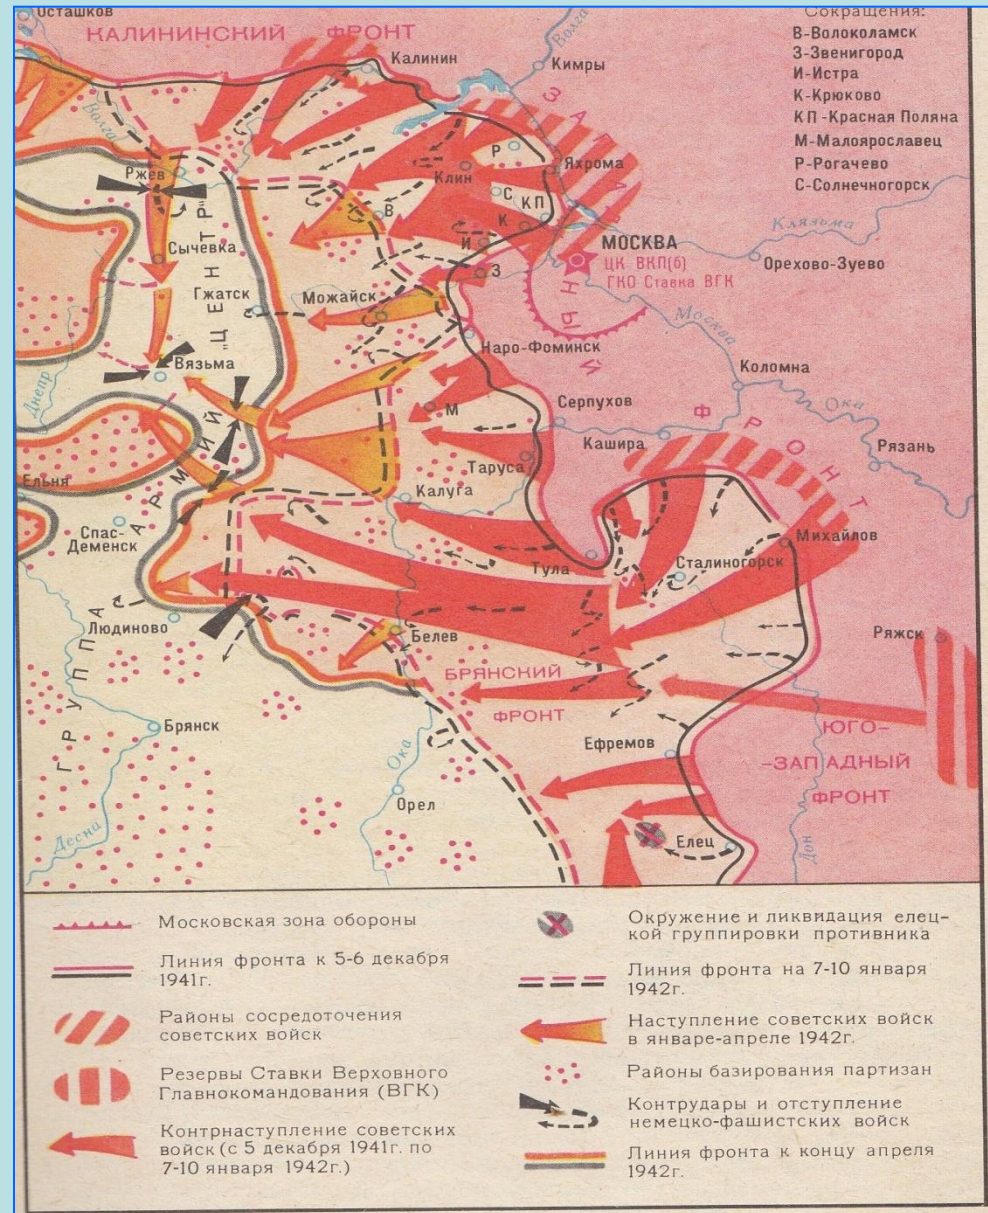 Осташков
КАЛИНИНСКИЙ ФРОНТ
Волга
Калинин
Кимры
Сокращения:
В-Волоколамск
З-Звенигород
И-Истра
К-Крюково
КП-Красная Поляна
М-Малоярославец
Р-Рогачево
С-Солнечногорск
Волга
Ржев
Клин
Р
Яхрома
С
КП
В
К
И
З
Клязьма
МОСКВА
ЦК ВКП(б)
ГКО Ставка ВГК
Орехово-Зуево
Сычевка
Гжатск
Можайск
ЗАПАДНЫЙ ФРОНТ
Москва
Наро-Фоминск
Вязьма
Днепр
Коломна
Ока
М
Серпухов
Кашира
Рязань
Таруса
Ельня
Калуга
Спас-
Деменск
ГРУППА АРМИЙ "ЦЕНТР"
Тула
Сталиногорск
Михайлов
Людиново
Белев
Ряжск
БРЯНСКИЙ
ФРОНТ
Брянск
Ефремов
ЮГО-
-ЗАПАДНЫЙ
ФРОНТ
Ока
Орел
Десна
Елец
Дон
Московская зона обороны
Линия фронта к 5-6 декабря
1941г.
Районы сосредоточения
советских войск
Резервы Ставки Верховного
Главнокомандования (ВГК)
Контрнаступление советских
войск (с 5 декабря 1941г. по
7-10 января 1942г.)
Окружение и ликвидация елец-
кой группировки противника
Линия фронта на 7-10 января
1942г.
Наступление советских войск
в январе-апреле 1942г.
Районы базирования партизан
Контрудары и отступление
немецко-фашистских войск
Линия фронта к концу апреля
1942г.